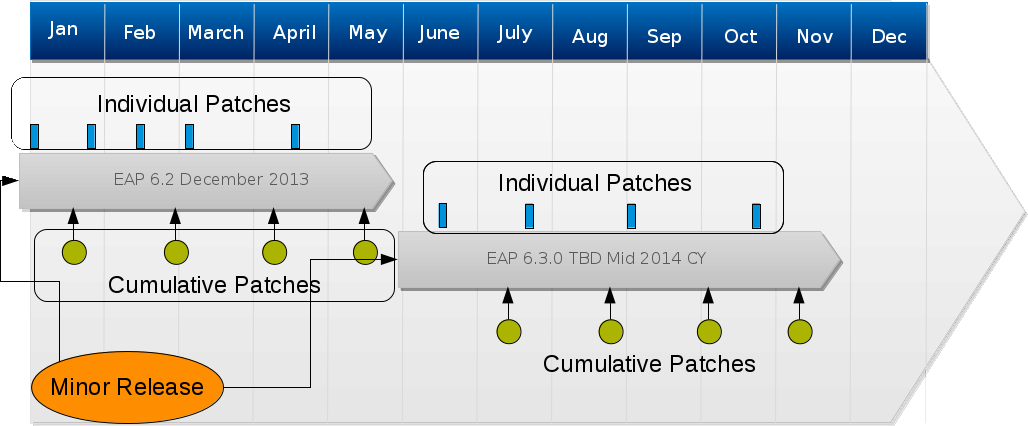 Jan Feb March April May June July Aug Sep Oct Nov Dec
Individual Patches
EAP 6.2 December 2013
Cumulative Patches
Individual Patches
EAP 6.3.0 TBD Mid 2014 CY
Cumulative Patches
Minor Release